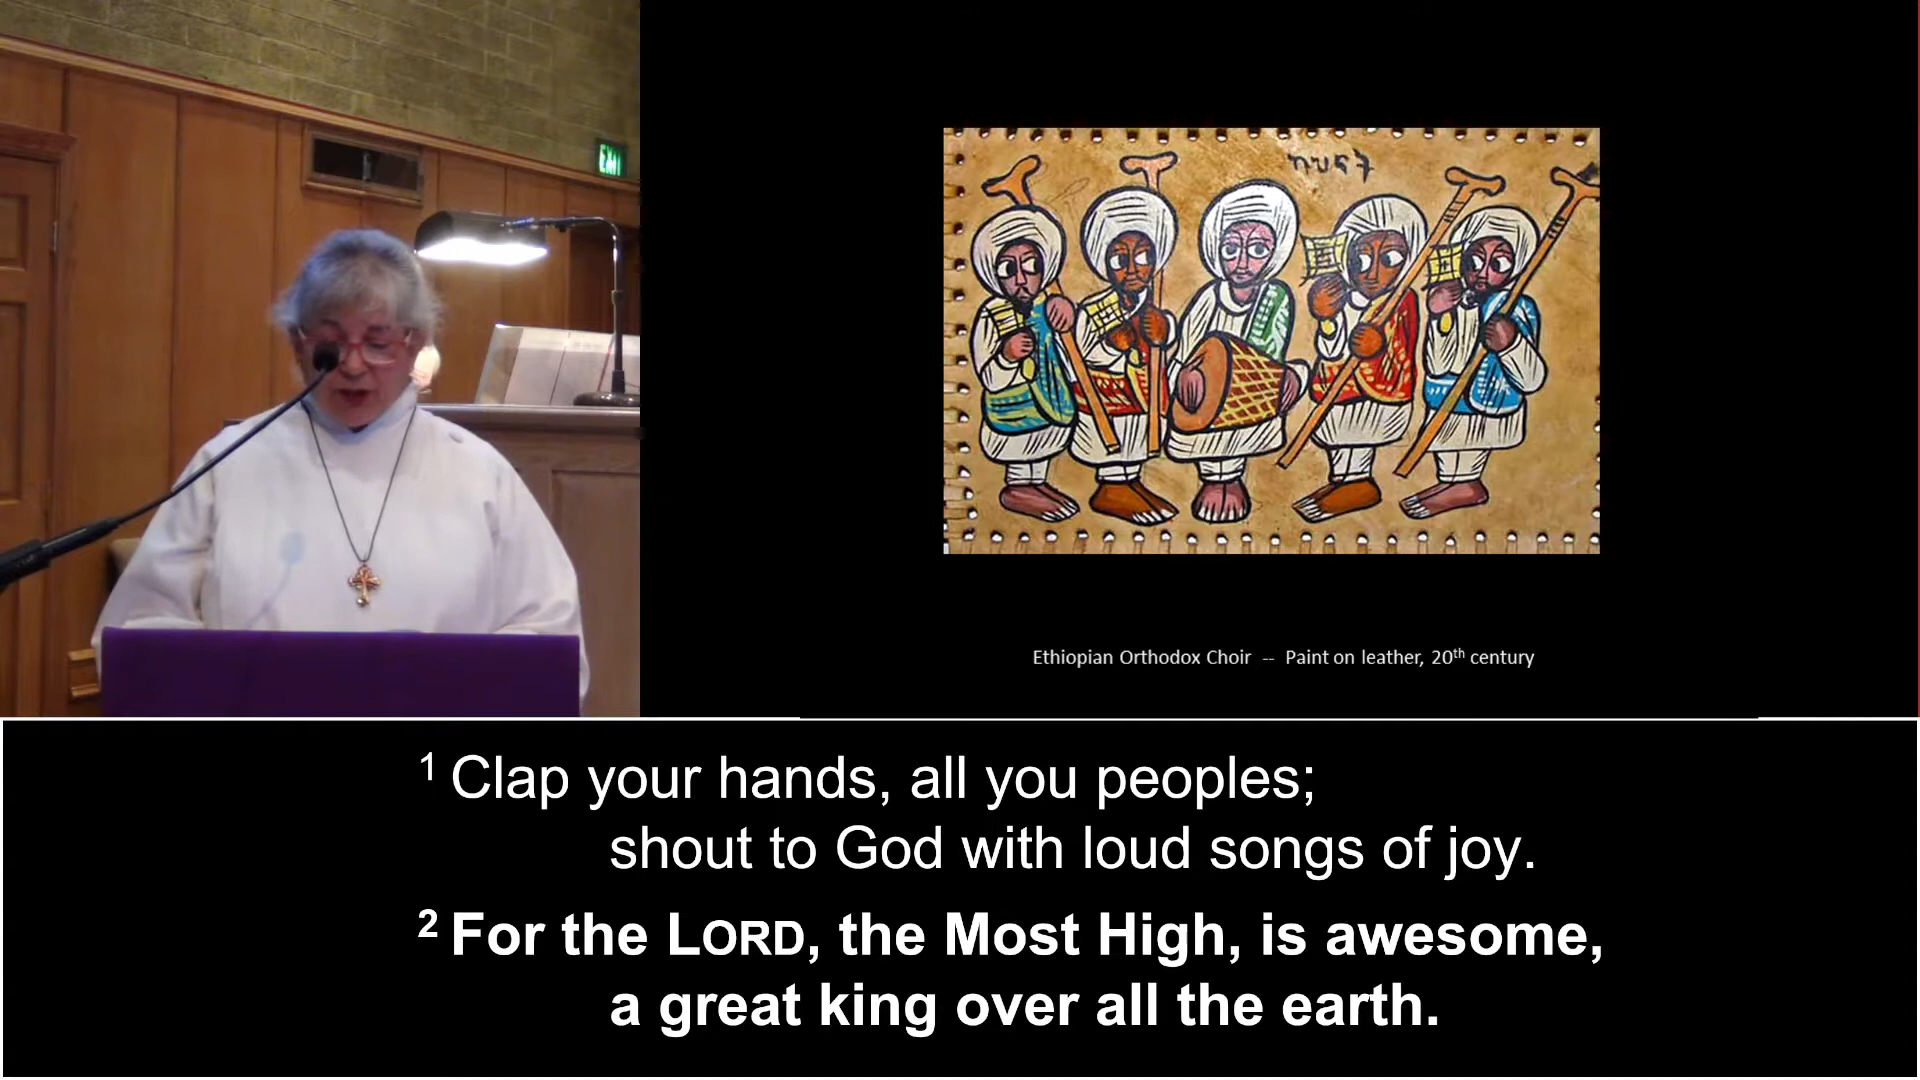 EXIT
Ethiopian Orthodox Choir -- Paint on leather, 20th century
1 Clap your hands, all you peoples;
shout to God with loud songs of joy.
2 For the LORD, the Most High, is awesome,
a great king over all the earth.